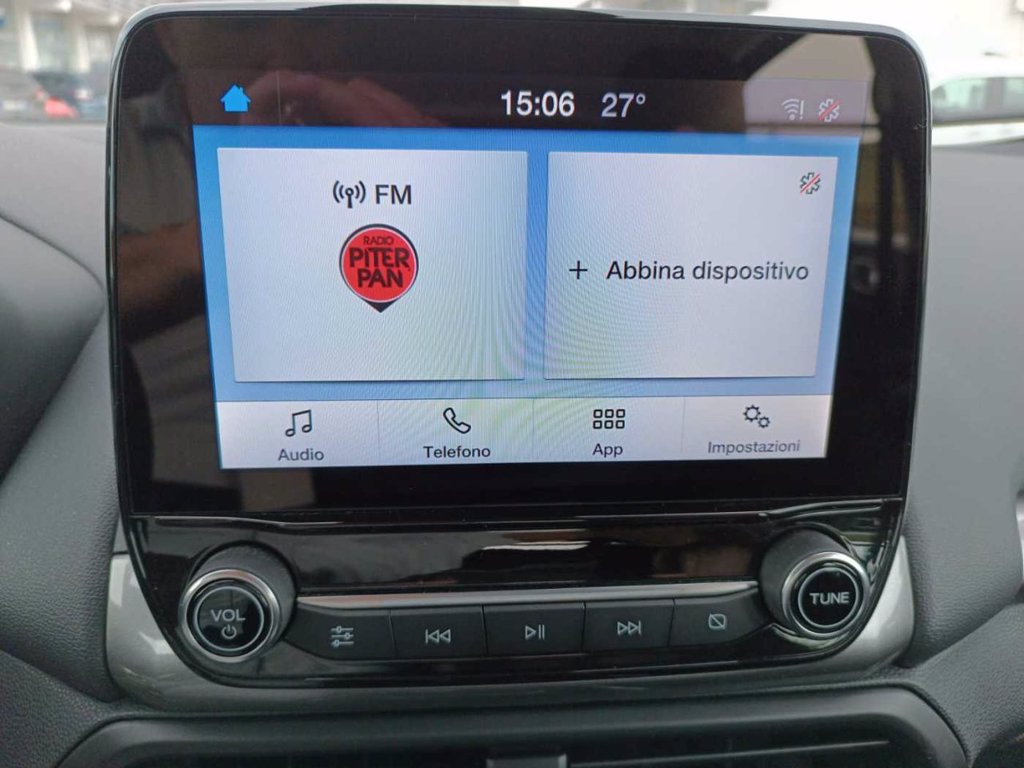 15:06 27°
FM
RADIO
PITER
PAN
+ Abbina dispositivo
Audio
Telefono
App
Impostazioni
VOL
TUNE